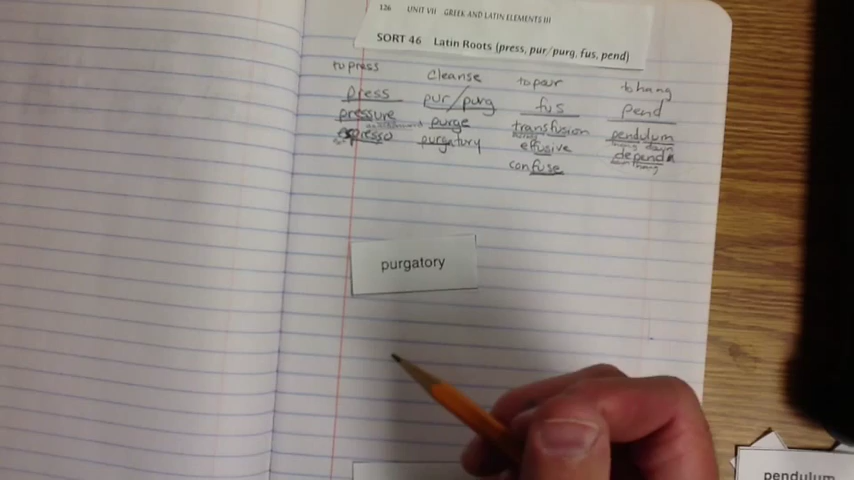 126 UNIT VII GREEK AND LATIN ELEMENTS III
SORT 46 Latin Roots (press, pur/purg, fus, pend)
to press cleanse to pour to hang
press pur/purg fus pend
pressure purge transfusion pendulum
espresso purgatory effusive depend
confuse
purgatory
pendulum